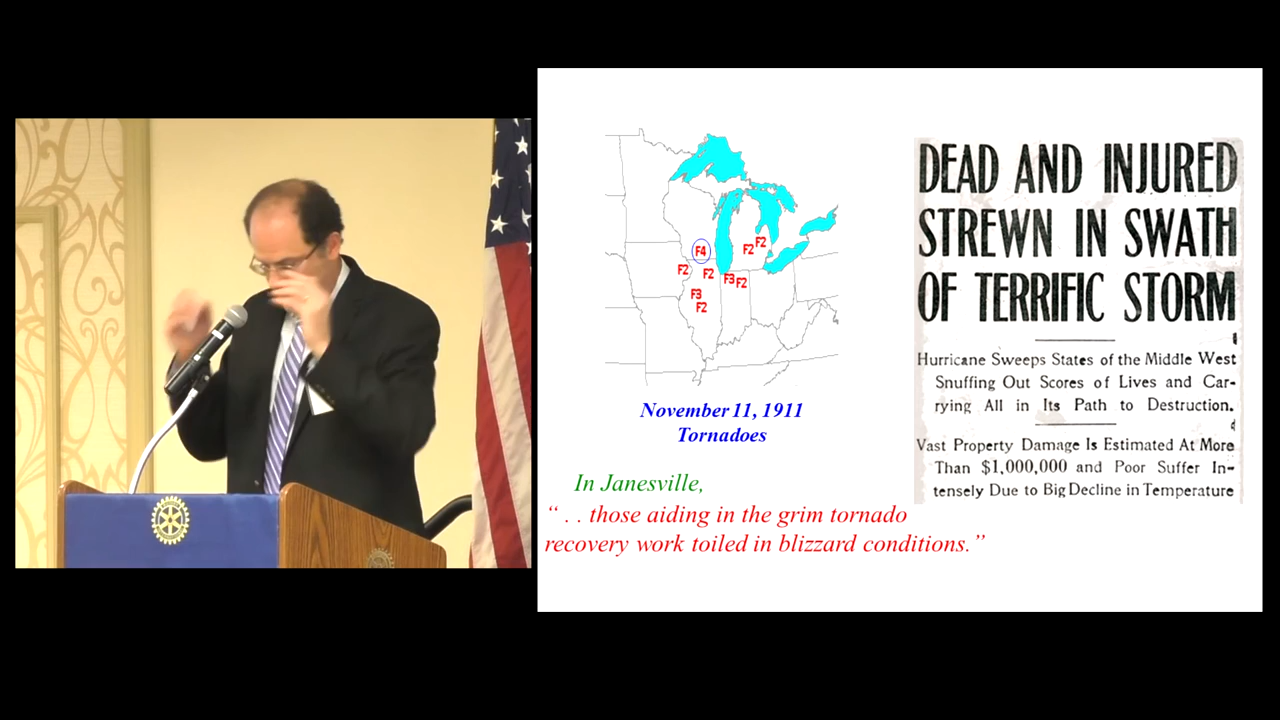 F4
F2
F2
F2
F2
F3
F2
F3
F2
November 11, 1911
Tornadoes
In Janesville,
“ . . those aiding in the grim tornado
recovery work toiled in blizzard conditions.”
DEAD AND INJURED
STREWN IN SWATH
OF TERRIFIC STORM
Hurricane Sweeps States of the Middle West
Snuffing Out Scores of Lives and Car-
rying All in Its Path to Destruction.
Vast Property Damage Is Estimated At More
Than $1,000,000 and Poor Suffer In-
tensely Due to Big Decline in Temperature